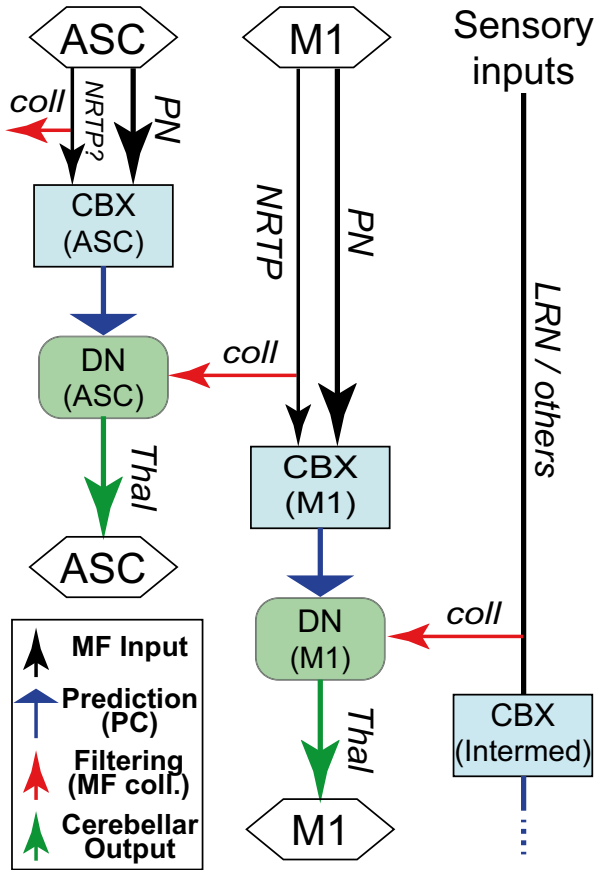 ASC
M1
Sensory
inputs
coll
NRTP?
PN
CBX
(ASC)
NRTP
PN
LRN / others
DN
(ASC)
coll
Thal
CBX
(M1)
ASC
DN
(M1)
coll
Thal
CBX
(Intermed)
M1
MF Input
Prediction
(PC)
Filtering
(MF coll.)
Cerebellar
Output